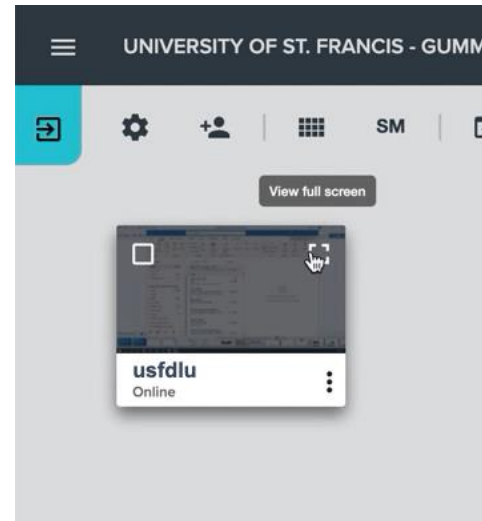 UNIVERSITY OF ST. FRANCIS - GUMM
SM
View full screen
usfdlu
Online